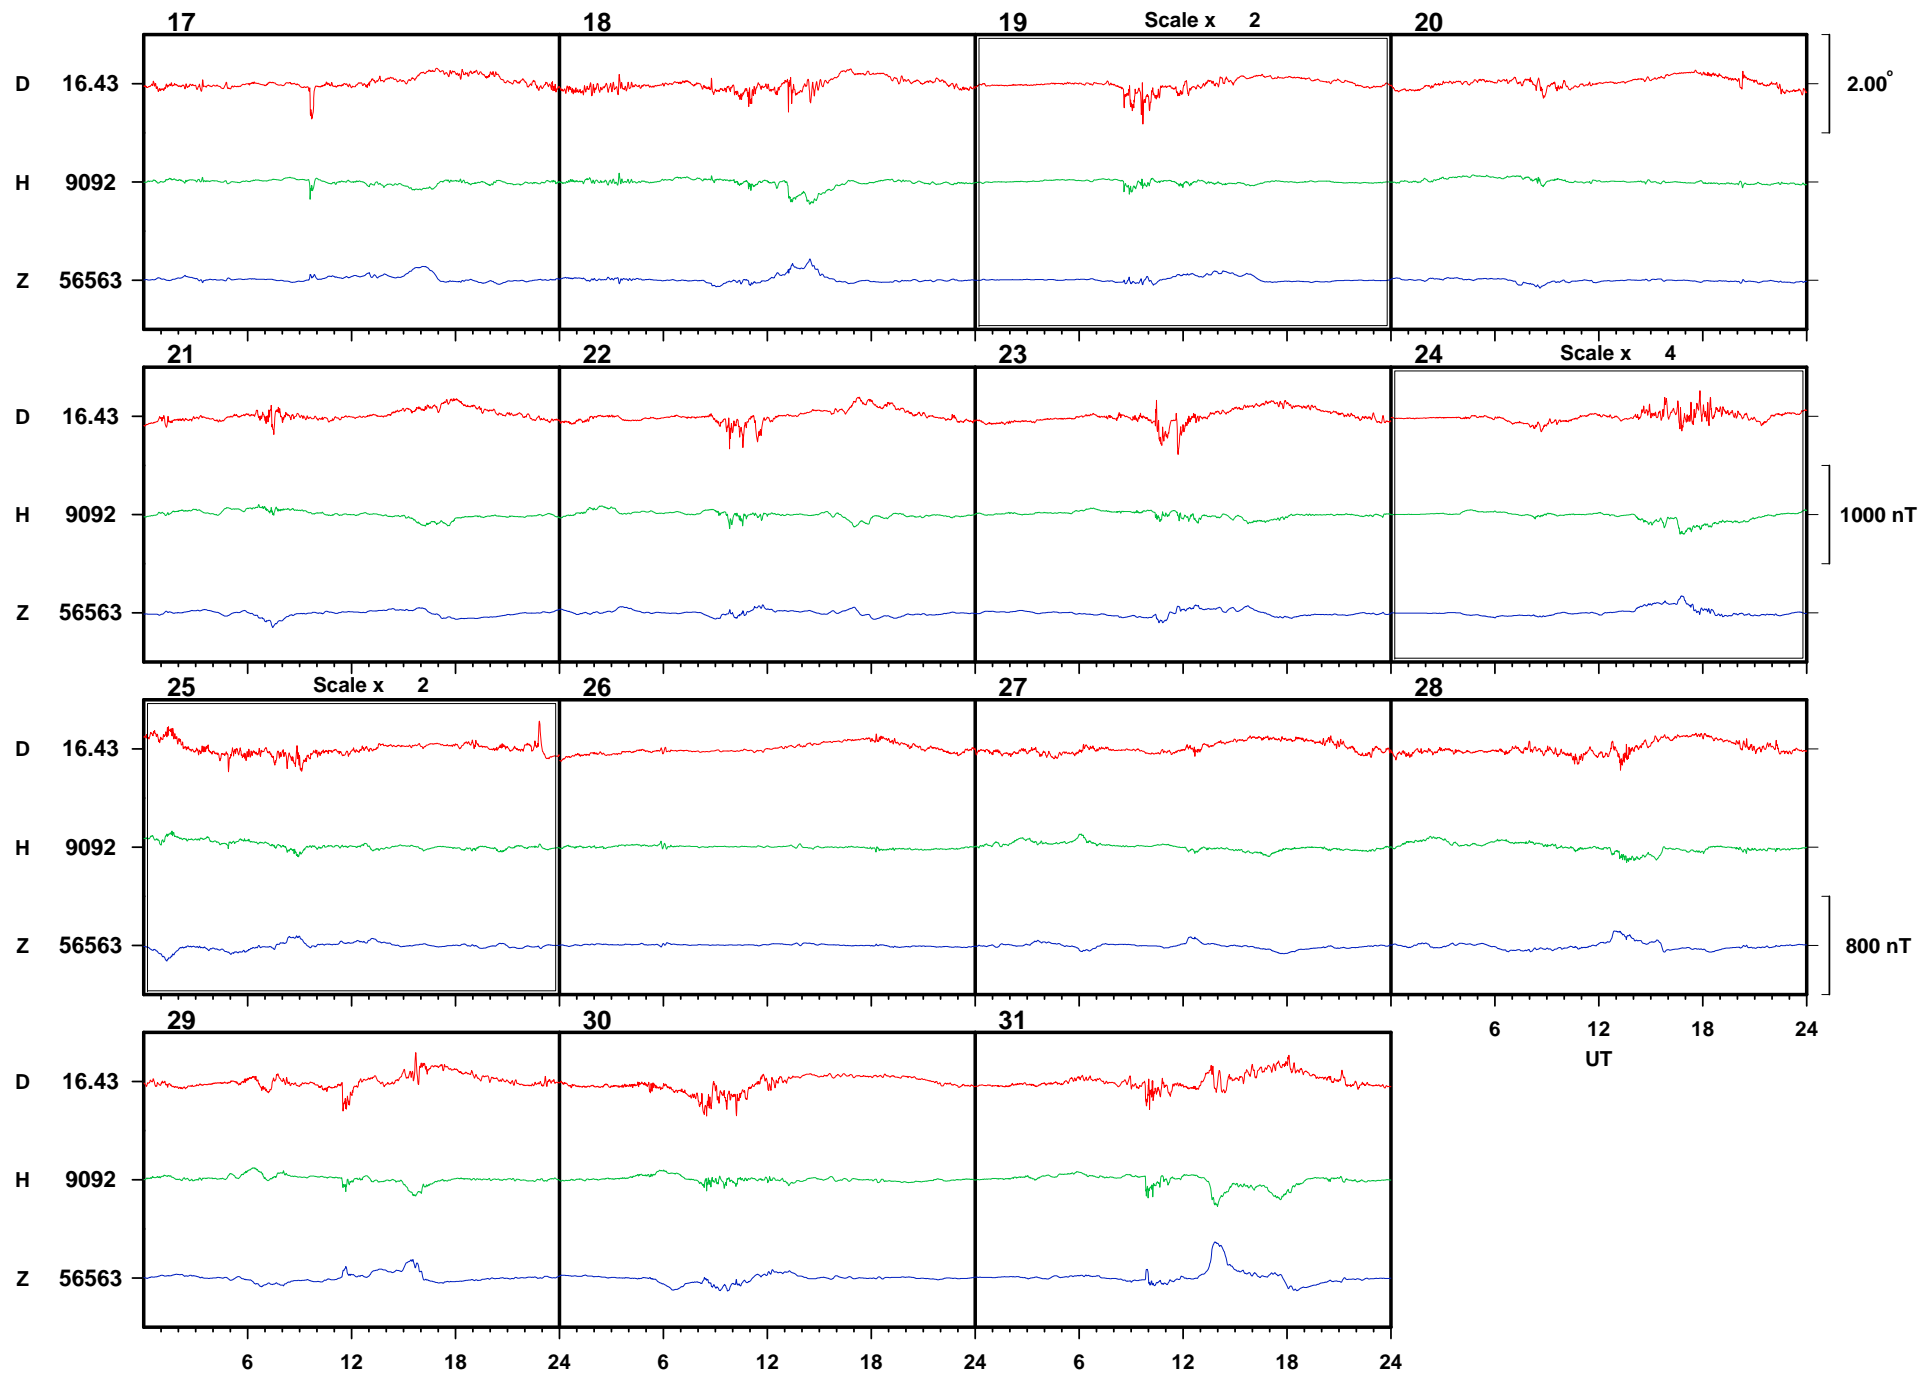 17 18 19 Scale x 2 20
D 16.43 2.00°
H 9092
Z 56563
21 22 23 24 Scale x 4
D 16.43
H 9092 1000 nT
Z 56563
25 Scale x 2 26 27 28
D 16.43
H 9092
Z 56563 800 nT
29 30 31 6 12 18 24
UT
D 16.43
H 9092
Z 56563
6 12 18 24 6 12 18 24 6 12 18 24